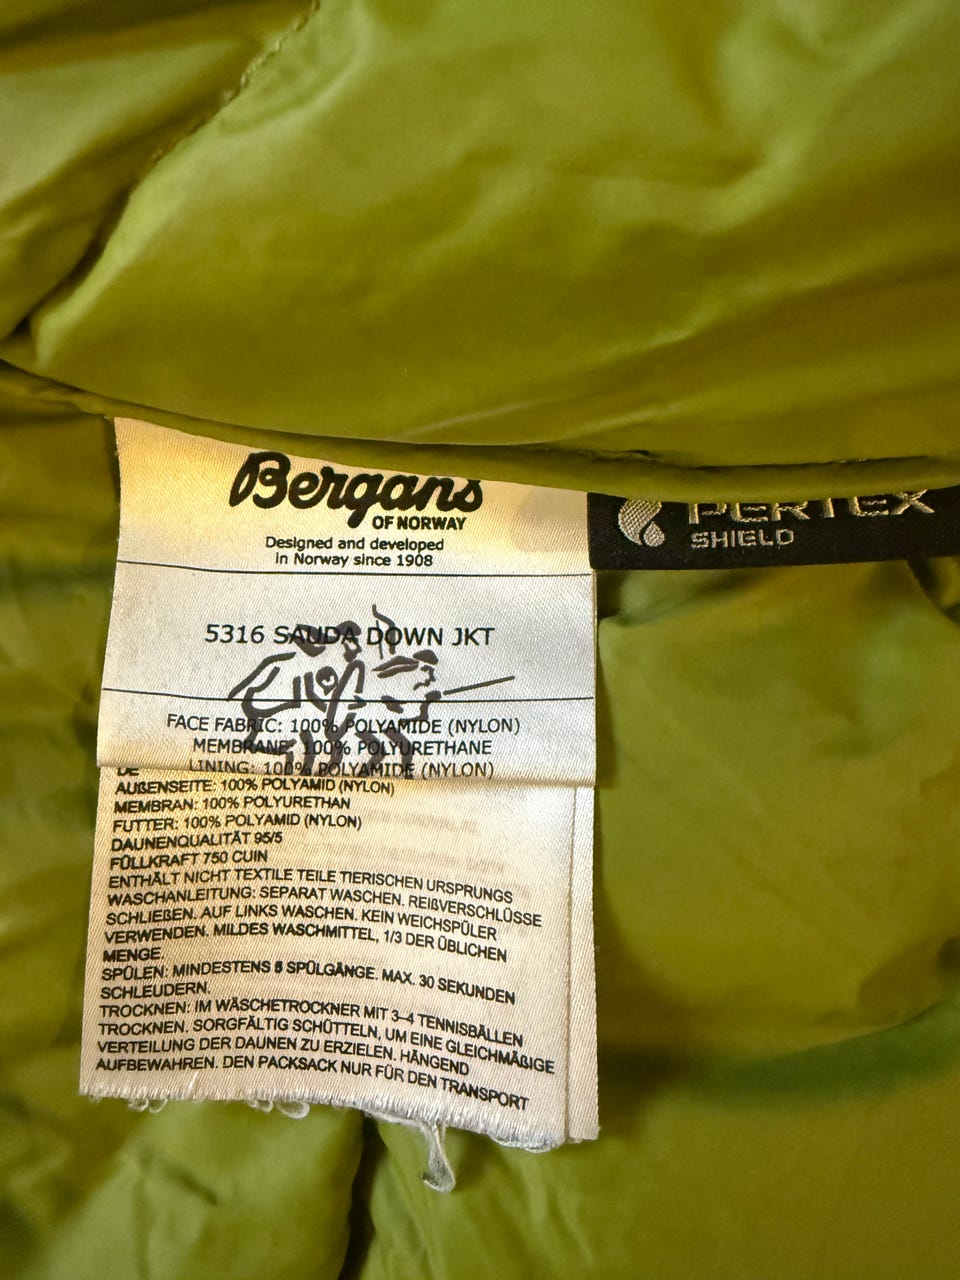 Bergans
OF NORWAY
Designed and developed
in Norway since 1908
PERTEX
SHIELD
5316 SAUDA DOWN JKT
FACE FABRIC: 100% POLYAMIDE (NYLON)
MEMBRANE: 100% POLYURETHANE
LINING: 100% POLYAMIDE (NYLON)
DE
AUßENSEITE: 100% POLYAMID (NYLON)
MEMBRAN: 100% POLYURETHAN
FUTTER: 100% POLYAMID (NYLON)
DAUNENQUALITÄT 95/5
FÜLLKRAFT 750 CUIN
ENTHÄLT NICHT TEXTILE TEILE TIERISCHEN URSPRUNGS
WASCHANLEITUNG: SEPARAT WASCHEN. REIßVERSCHLÜSSE
SCHLIEßEN. AUF LINKS WASCHEN. KEIN WEICHSPÜLER
VERWENDEN. MILDES WASCHMITTEL, 1/3 DER ÜBLICHEN
MENGE.
SPÜLEN: MINDESTENS SPÜLGÄNGE. MAX. 30 SEKUNDEN
SCHLEUDERN.
TROCKNEN: IM WÄSCHETROCKNER MIT 3–4 TENNISBÄLLEN
TROCKNEN. SORGFÄLTIG SCHÜTTELN, UM EINE GLEICHMÄßIGE
VERTEILUNG DER DAUNEN ZU ERZIELEN. HÄNGEND
AUFBEWAHREN. DEN PACKSACK NUR FÜR DEN TRANSPORT